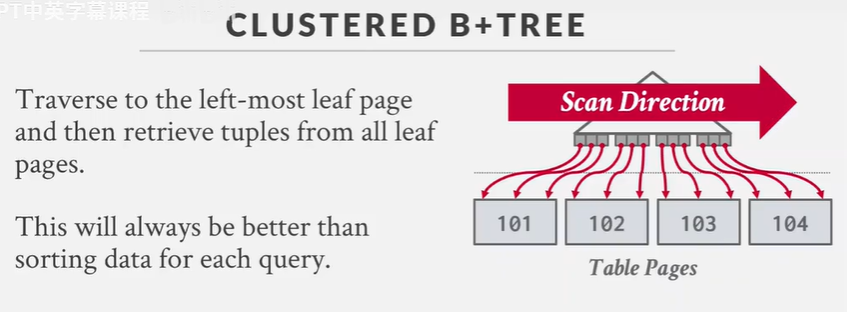 PT中英字幕课程
CLUSTERED B+TREE
Traverse to the left-most leaf page
and then retrieve tuples from all leaf
pages.
This will always be better than
sorting data for each query.
Scan Direction
101 102 103 104
Table Pages